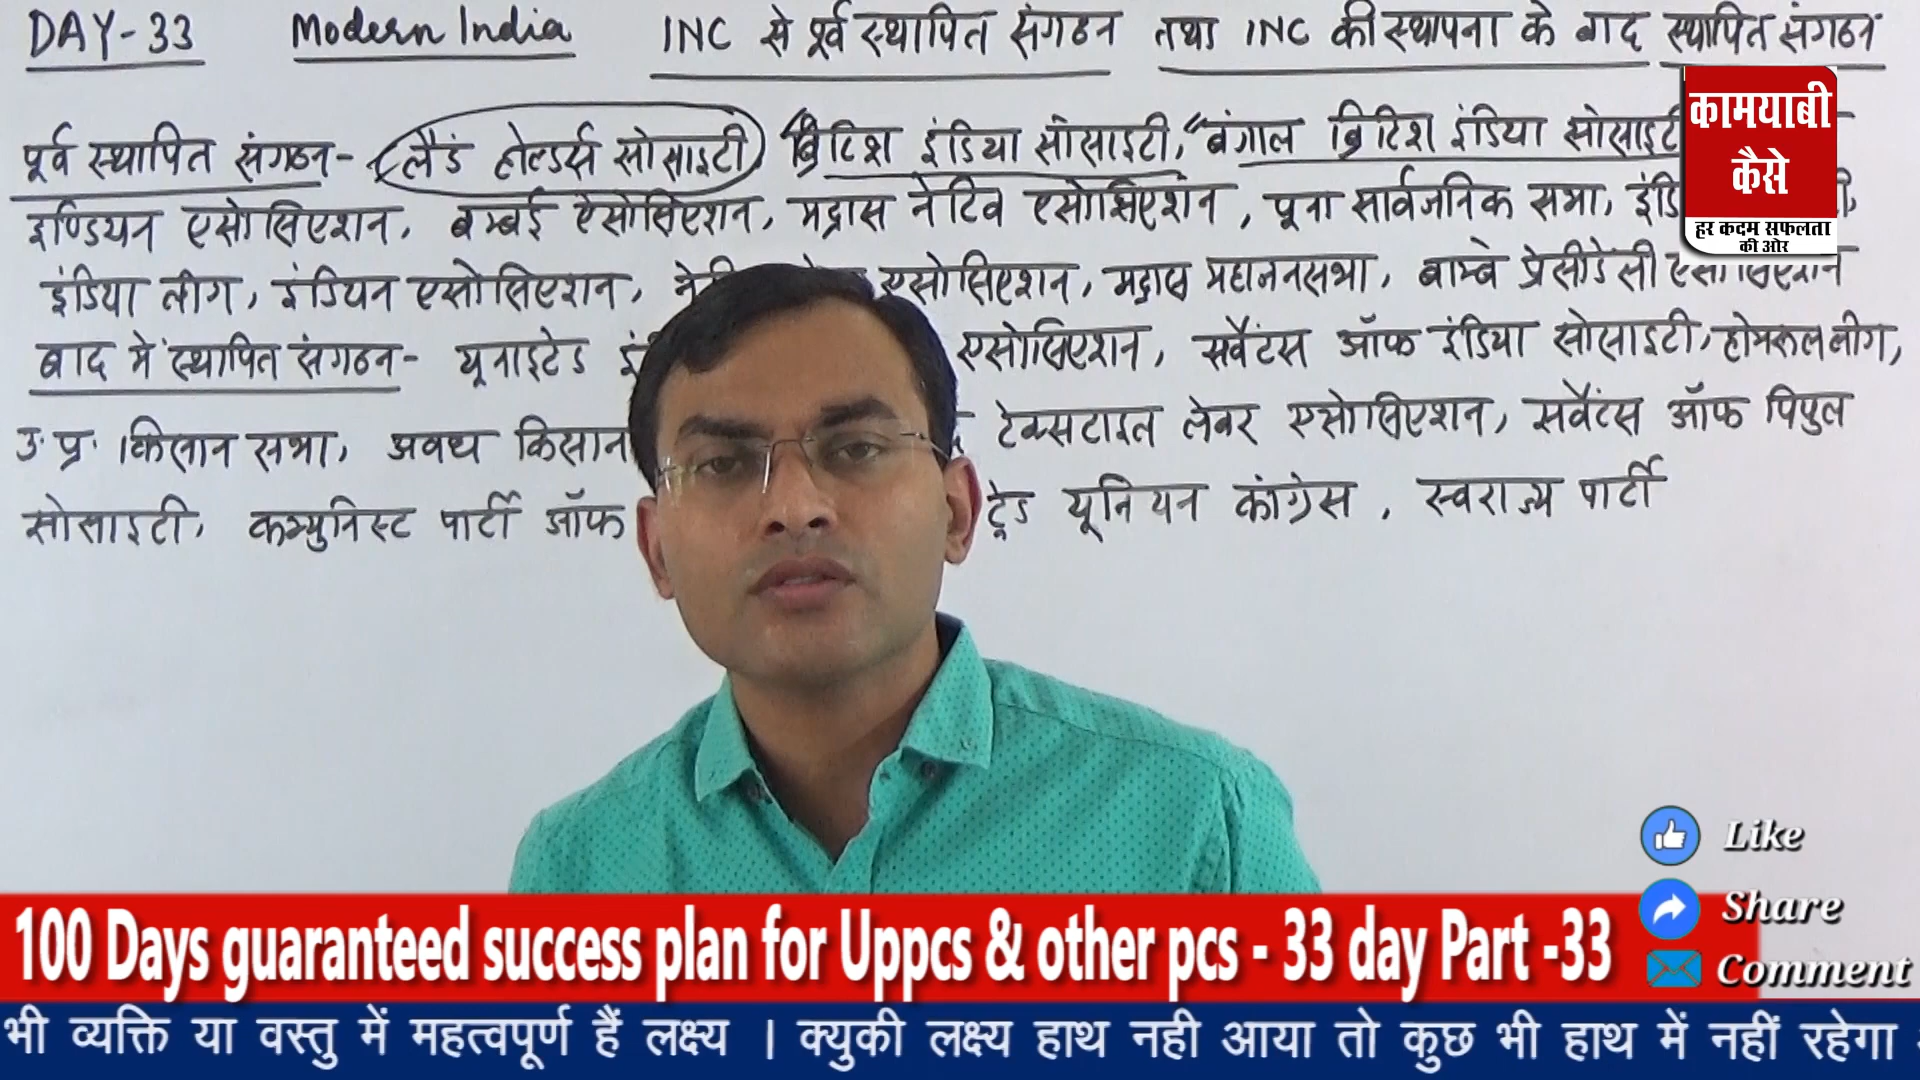 DAY-33 Modern India INC से पूर्व स्थापित संगठन तथा INC की स्थापना के बाद स्थापित संगठन
पूर्व स्थापित संगठन- लैंड होल्डर्स सोसाइटी, "ब्रिटिश इंडिया सोसाइटी," बंगाल ब्रिटिश इंडिया सोसाइटी
इण्डियन एसोसिएशन, बम्बई ऐसोसिएशन, मद्रास नेटिव एसोसिएशन, पूना सार्वजनिक सभा,
इंडिया लीग, इंडियन एसोसिएशन, एसोसिएशन, मद्रास महाजनसभा, बाम्बे प्रेसीडेंसी एसोसिएशन
बाद में स्थापित संगठन- यूनाइटेड एसोसिएशन, सर्वेंटस ऑफ इंडिया सोसाइटी, होमरूल लीग,
उ. प्र. किसान सभा, अवध किसान टेक्सटाइल लेबर एसोसिएशन, सर्वेंटस ऑफ पिपुल
सोसाइटी, कम्युनिस्ट पार्टी ऑफ ट्रेड यूनियन कांग्रेस, स्वराज्य पार्टी
कामयाबी
कैसे
हर कदम सफलता
की ओर
Like
Share
Comment
100 Days guaranteed success plan for Uppcs & other pcs - 33 day Part -33
भी व्यक्ति या वस्तु में महत्वपूर्ण हैं लक्ष्य । क्युकी लक्ष्य हाथ नही आया तो कुछ भी हाथ में नहीं रहेगा